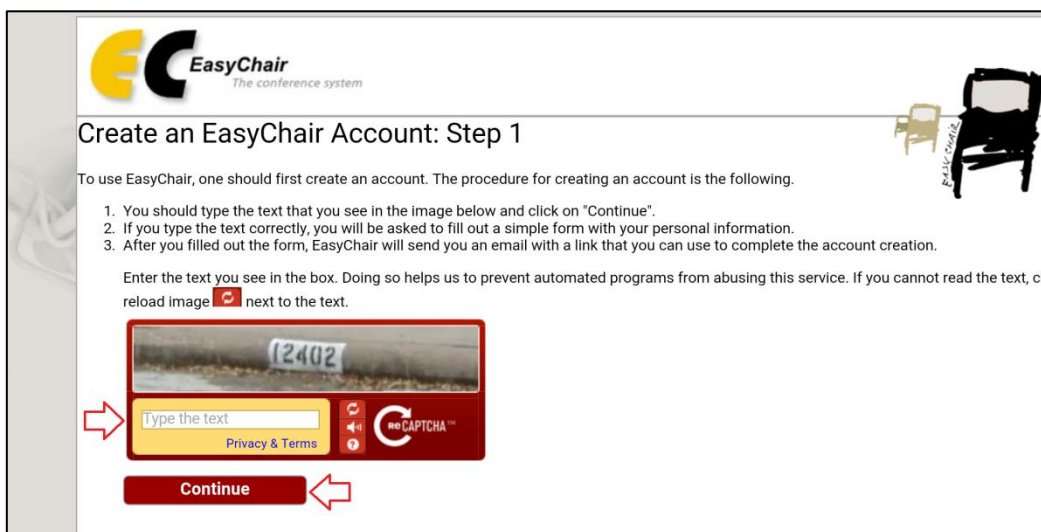 EC EasyChair
The conference system
Create an EasyChair Account: Step 1
EASY CHAIR
To use EasyChair, one should first create an account. The procedure for creating an account is the following.
1. You should type the text that you see in the image below and click on "Continue".
2. If you type the text correctly, you will be asked to fill out a simple form with your personal information.
3. After you filled out the form, EasyChair will send you an email with a link that you can use to complete the account creation.
Enter the text you see in the box. Doing so helps us to prevent automated programs from abusing this service. If you cannot read the text, c
reload image next to the text.
12402
Type the text
Privacy & Terms
ReCAPTCHA™
Continue